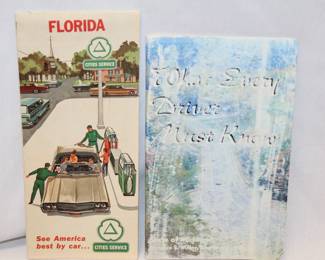 FLORIDA
CITIES SERVICE
See America
best by car...
CITIES SERVICE
What Every
Driver
Must Know